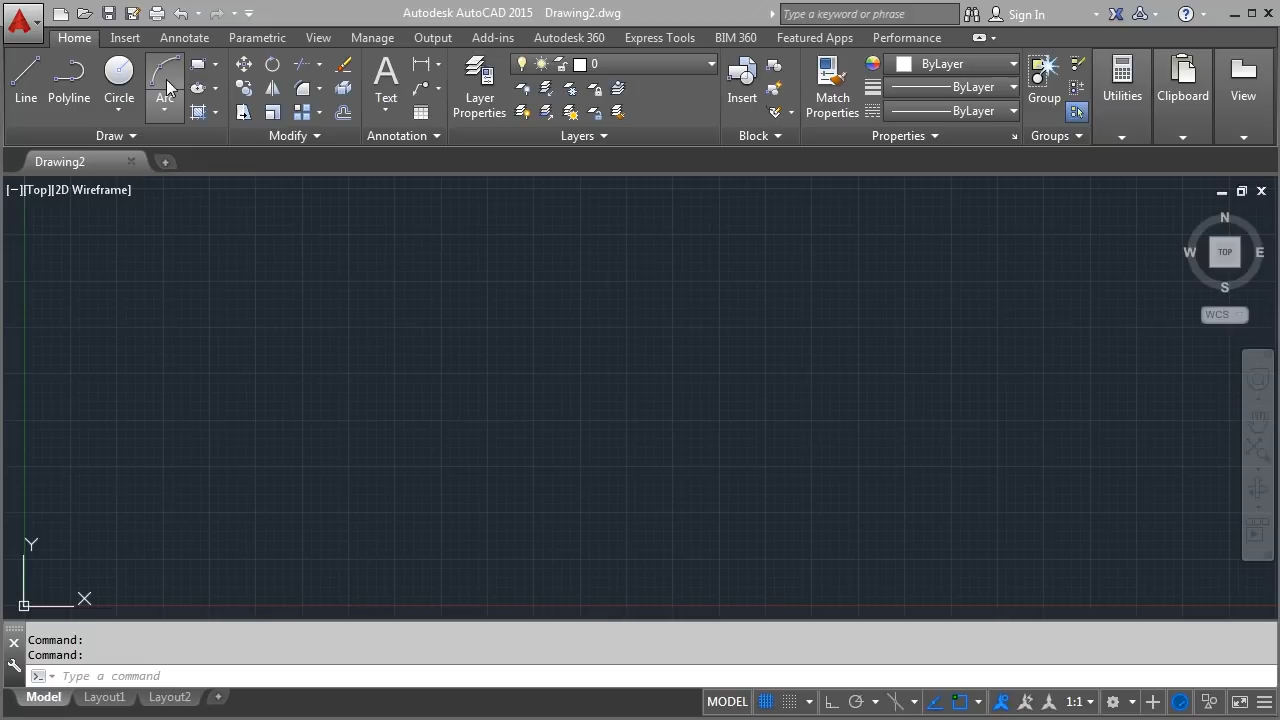 Autodesk AutoCAD 2015 Drawing2.dwg
Type a keyword or phrase
Sign In
Home Insert Annotate Parametric View Manage Output Add-ins Autodesk 360 Express Tools BIM 360 Featured Apps Performance
Line Polyline Circle Arc
Text
Layer Properties
0
Insert
Match Properties
ByLayer
ByLayer
ByLayer
Group
Utilities
Clipboard
View
Draw Modify Annotation Layers Block Properties Groups
Drawing2
[−][Top][2D Wireframe]
N
W TOP E
S
WCS
Y
X
Command:
Command:
Type a command
Model Layout1 Layout2
MODEL 1:1